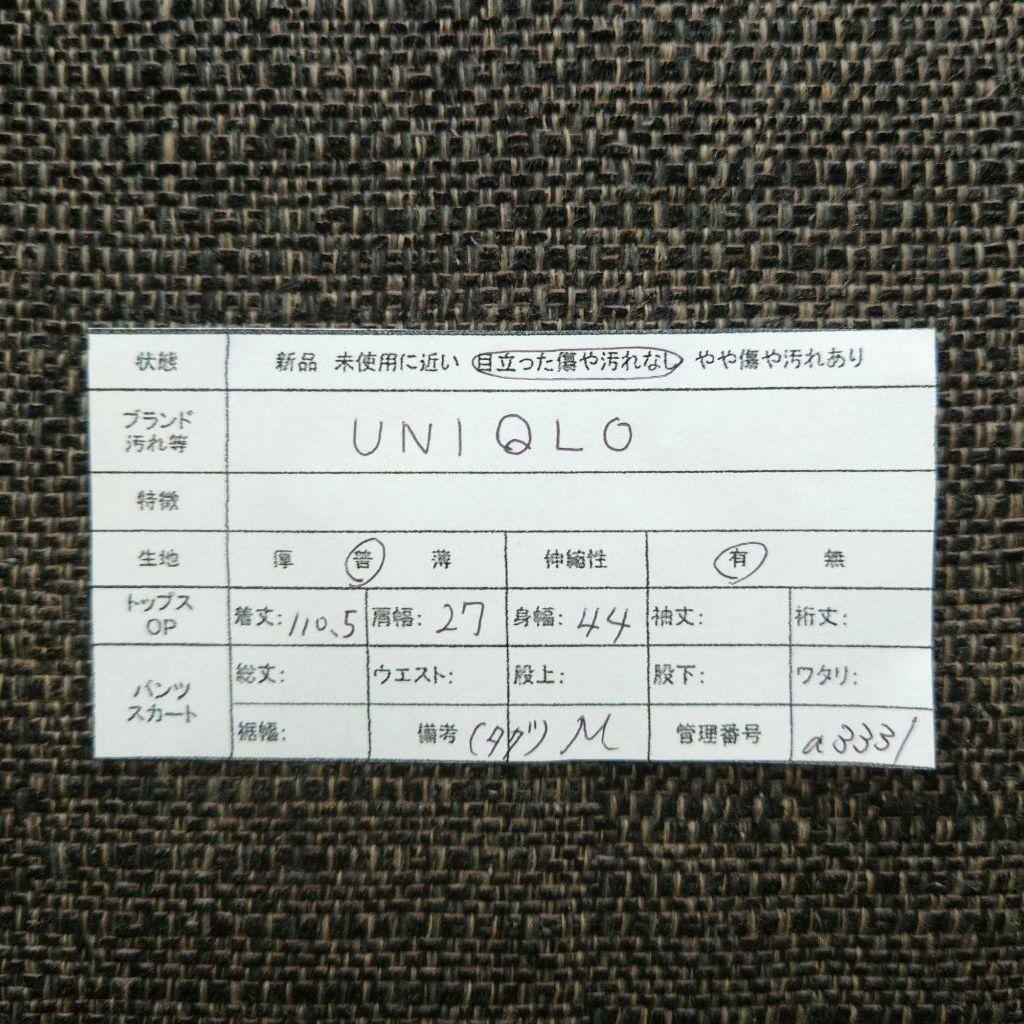 状態 新品 未使用に近い 目立った傷や汚れなし やや傷や汚れあり
ブランド
汚れ等 UNIQLO
特徴
生地 厚 普 薄 伸縮性 有 無
トップス
OP 着丈: 110.5 肩幅: 27 身幅: 44 袖丈: 裄丈:
パンツ
スカート 総丈: ウエスト: 股上: 股下: ワタリ:
裾幅: 備考 (タグ) M 管理番号 a3331